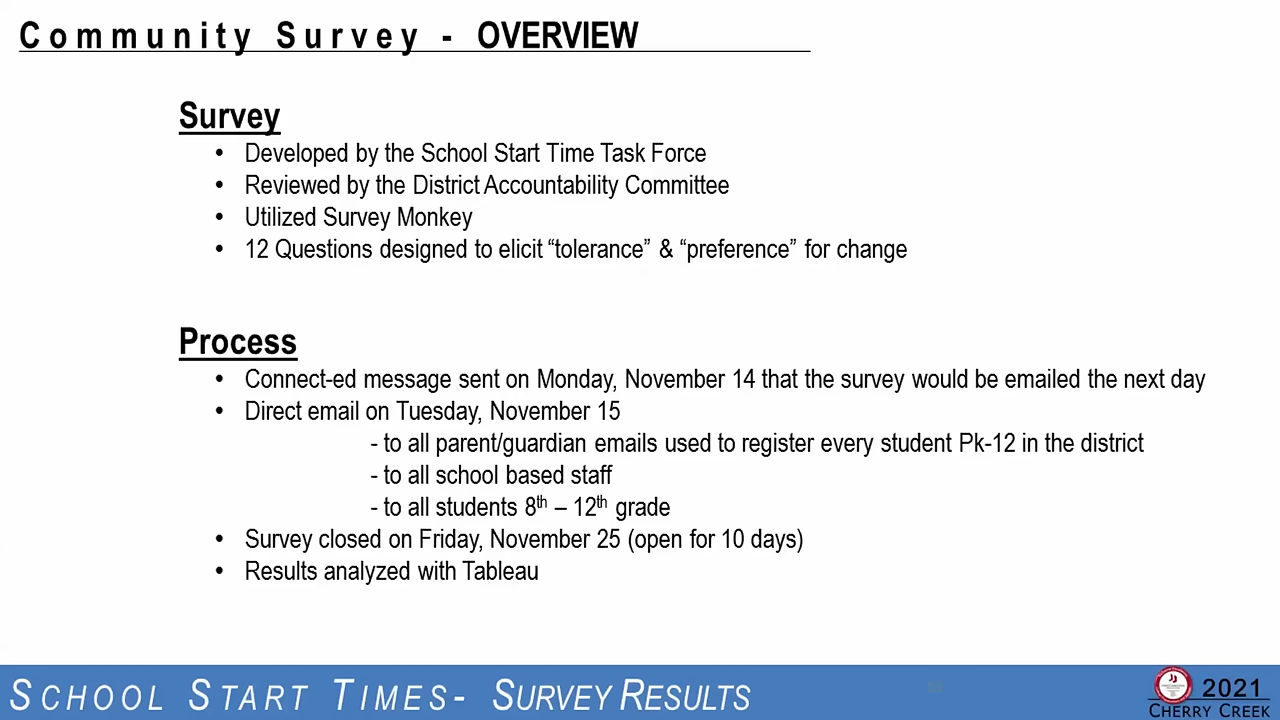 Community Survey - OVERVIEW
Survey
• Developed by the School Start Time Task Force
• Reviewed by the District Accountability Committee
• Utilized Survey Monkey
• 12 Questions designed to elicit “tolerance” & “preference” for change
Process
• Connect-ed message sent on Monday, November 14 that the survey would be emailed the next day
• Direct email on Tuesday, November 15
- to all parent/guardian emails used to register every student Pk-12 in the district
- to all school based staff
- to all students 8th – 12th grade
• Survey closed on Friday, November 25 (open for 10 days)
• Results analyzed with Tableau
SCHOOL START TIMES- SURVEY RESULTS
2021
CHERRY CREEK